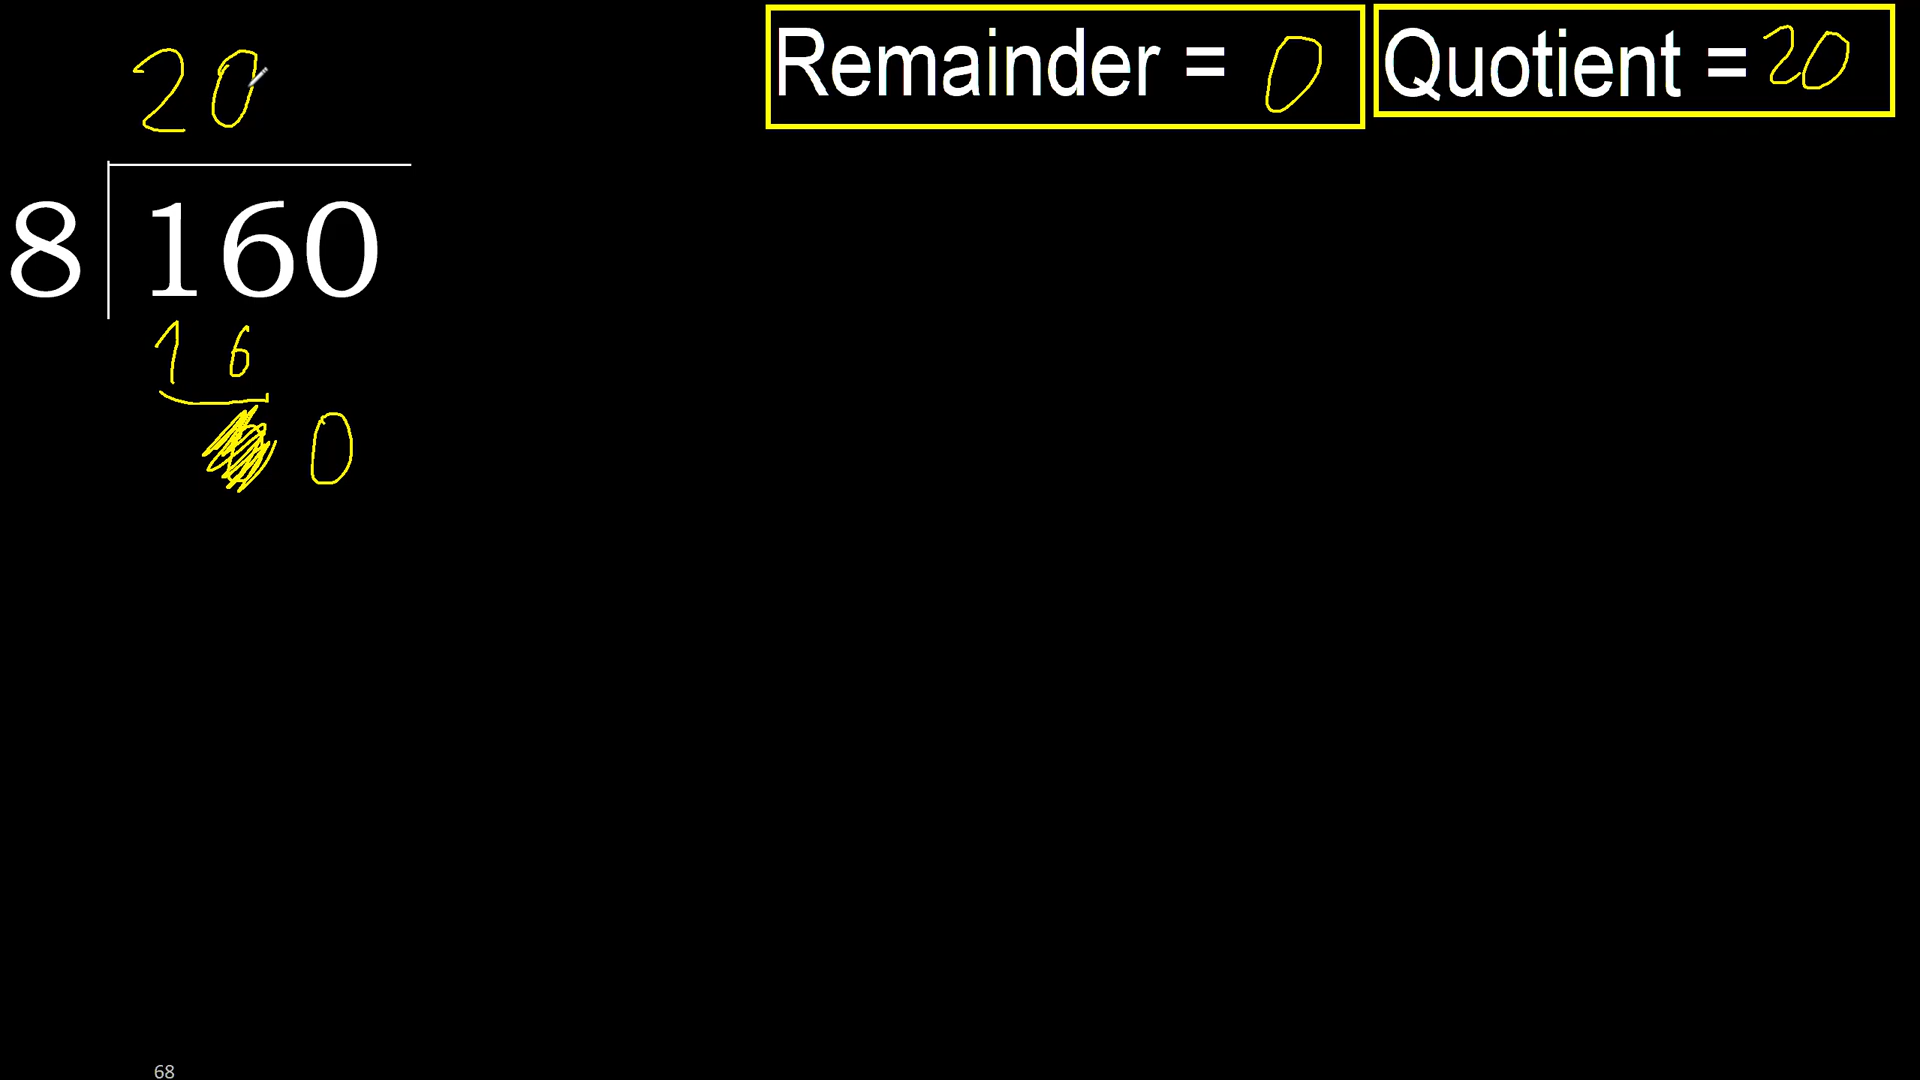 Remainder = 0
Quotient = 20
20
8 160
16
0
68